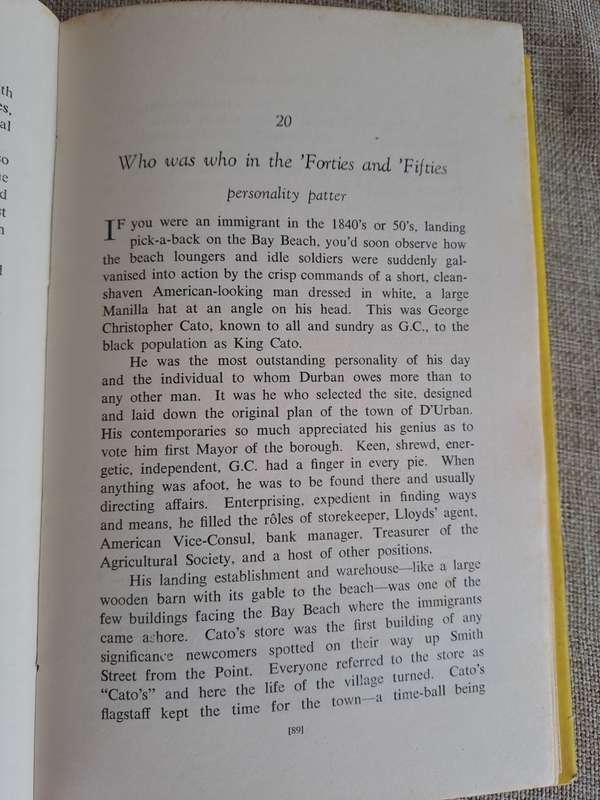 th
es,
al
so
ue
d
st
n
d
20
Who was who in the 'Forties and 'Fifties
personality patter
IF you were an immigrant in the 1840's or 50's, landing
pick-a-back on the Bay Beach, you'd soon observe how
the beach loungers and idle soldiers were suddenly gal-
vanised into action by the crisp commands of a short, clean-
shaven American-looking man dressed in white, a large
Manilla hat at an angle on his head. This was George
Christopher Cato, known to all and sundry as G.C., to the
black population as King Cato.
He was the most outstanding personality of his day
and the individual to whom Durban owes more than to
any other man. It was he who selected the site, designed
and laid down the original plan of the town of D'Urban.
His contemporaries so much appreciated his genius as to
vote him first Mayor of the borough. Keen, shrewd, ener-
getic, independent, G.C. had a finger in every pie. When
anything was afoot, he was to be found there and usually
directing affairs. Enterprising, expedient in finding ways
and means, he filled the rôles of storekeeper, Lloyds' agent,
American Vice-Consul, bank manager, Treasurer of the
Agricultural Society, and a host of other positions.
His landing establishment and warehouse—like a large
wooden barn with its gable to the beach—was one of the
few buildings facing the Bay Beach where the immigrants
came ashore. Cato's store was the first building of any
significance newcomers spotted on their way up Smith
Street from the Point. Everyone referred to the store as
"Cato's" and here the life of the village turned. Cato's
flagstaff kept the time for the town—a time-ball being
[89]